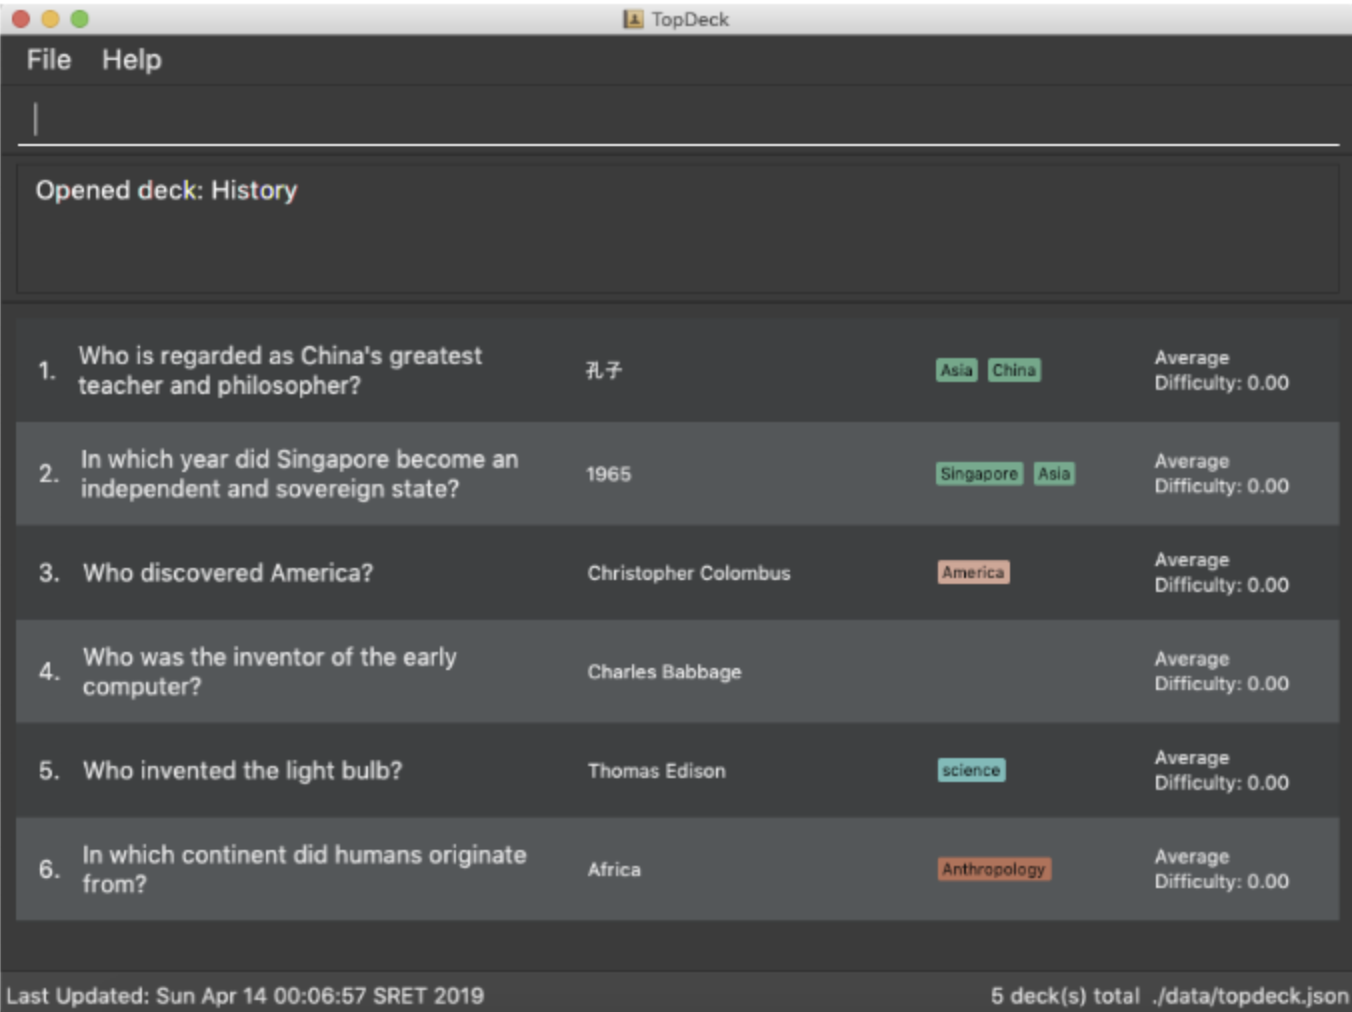 TopDeck
File Help
Opened deck: History
1. Who is regarded as China's greatest teacher and philosopher? 孔子 Asia China Average Difficulty: 0.00
2. In which year did Singapore become an independent and sovereign state? 1965 Singapore Asia Average Difficulty: 0.00
3. Who discovered America? Christopher Colombus America Average Difficulty: 0.00
4. Who was the inventor of the early computer? Charles Babbage Average Difficulty: 0.00
5. Who invented the light bulb? Thomas Edison science Average Difficulty: 0.00
6. In which continent did humans originate from? Africa Anthropology Average Difficulty: 0.00
Last Updated: Sun Apr 14 00:06:57 SRET 2019 5 deck(s) total ./data/topdeck.json